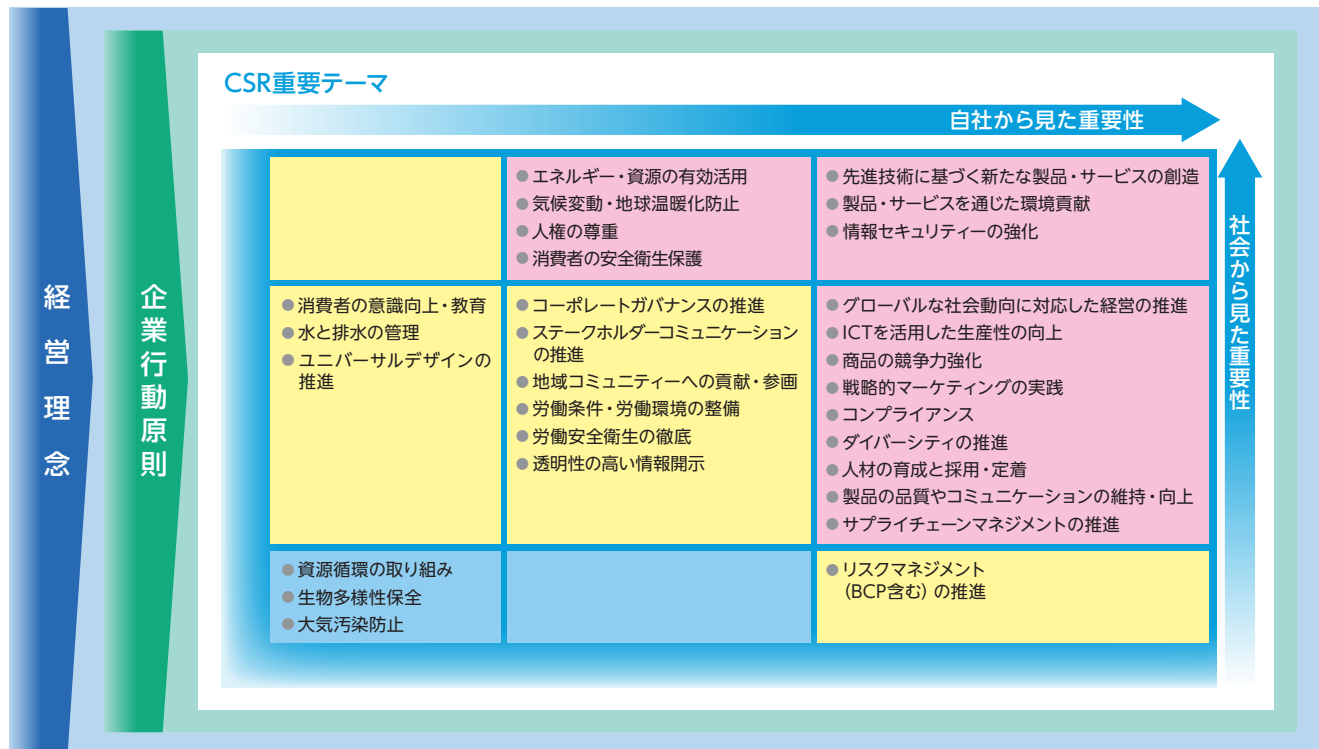 経営理念
企業行動原則
CSR重要テーマ
自社から見た重要性
社会から見た重要性
●エネルギー・資源の有効活用
●気候変動・地球温暖化防止
●人権の尊重
●消費者の安全衛生保護
●先進技術に基づく新たな製品・サービスの創造
●製品・サービスを通じた環境貢献
●情報セキュリティーの強化
●消費者の意識向上・教育
●水と排水の管理
●ユニバーサルデザインの
推進
●コーポレートガバナンスの推進
●ステークホルダーコミュニケーション
の推進
●地域コミュニティーへの貢献・参画
●労働条件・労働環境の整備
●労働安全衛生の徹底
●透明性の高い情報開示
●グローバルな社会動向に対応した経営の推進
●ICTを活用した生産性の向上
●商品の競争力強化
●戦略的マーケティングの実践
●コンプライアンス
●ダイバーシティの推進
●人材の育成と採用・定着
●製品の品質やコミュニケーションの維持・向上
●サプライチェーンマネジメントの推進
●資源循環の取り組み
●生物多様性保全
●大気汚染防止
●リスクマネジメント
（BCP含む）の推進